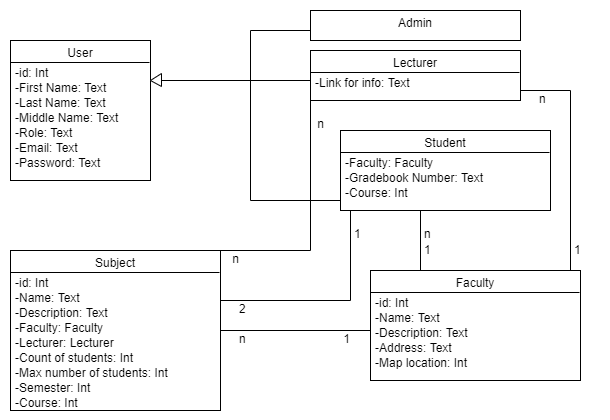 Admin
User
-id: Int
-First Name: Text
-Last Name: Text
-Middle Name: Text
-Role: Text
-Email: Text
-Password: Text
Lecturer
-Link for info: Text
n
n
Student
-Faculty: Faculty
-Gradebook Number: Text
-Course: Int
1
n
1
1
n
Subject
-id: Int
-Name: Text
-Description: Text
-Faculty: Faculty
-Lecturer: Lecturer
-Count of students: Int
-Max number of students: Int
-Semester: Int
-Course: Int
2
n
1
Faculty
-id: Int
-Name: Text
-Description: Text
-Address: Text
-Map location: Int